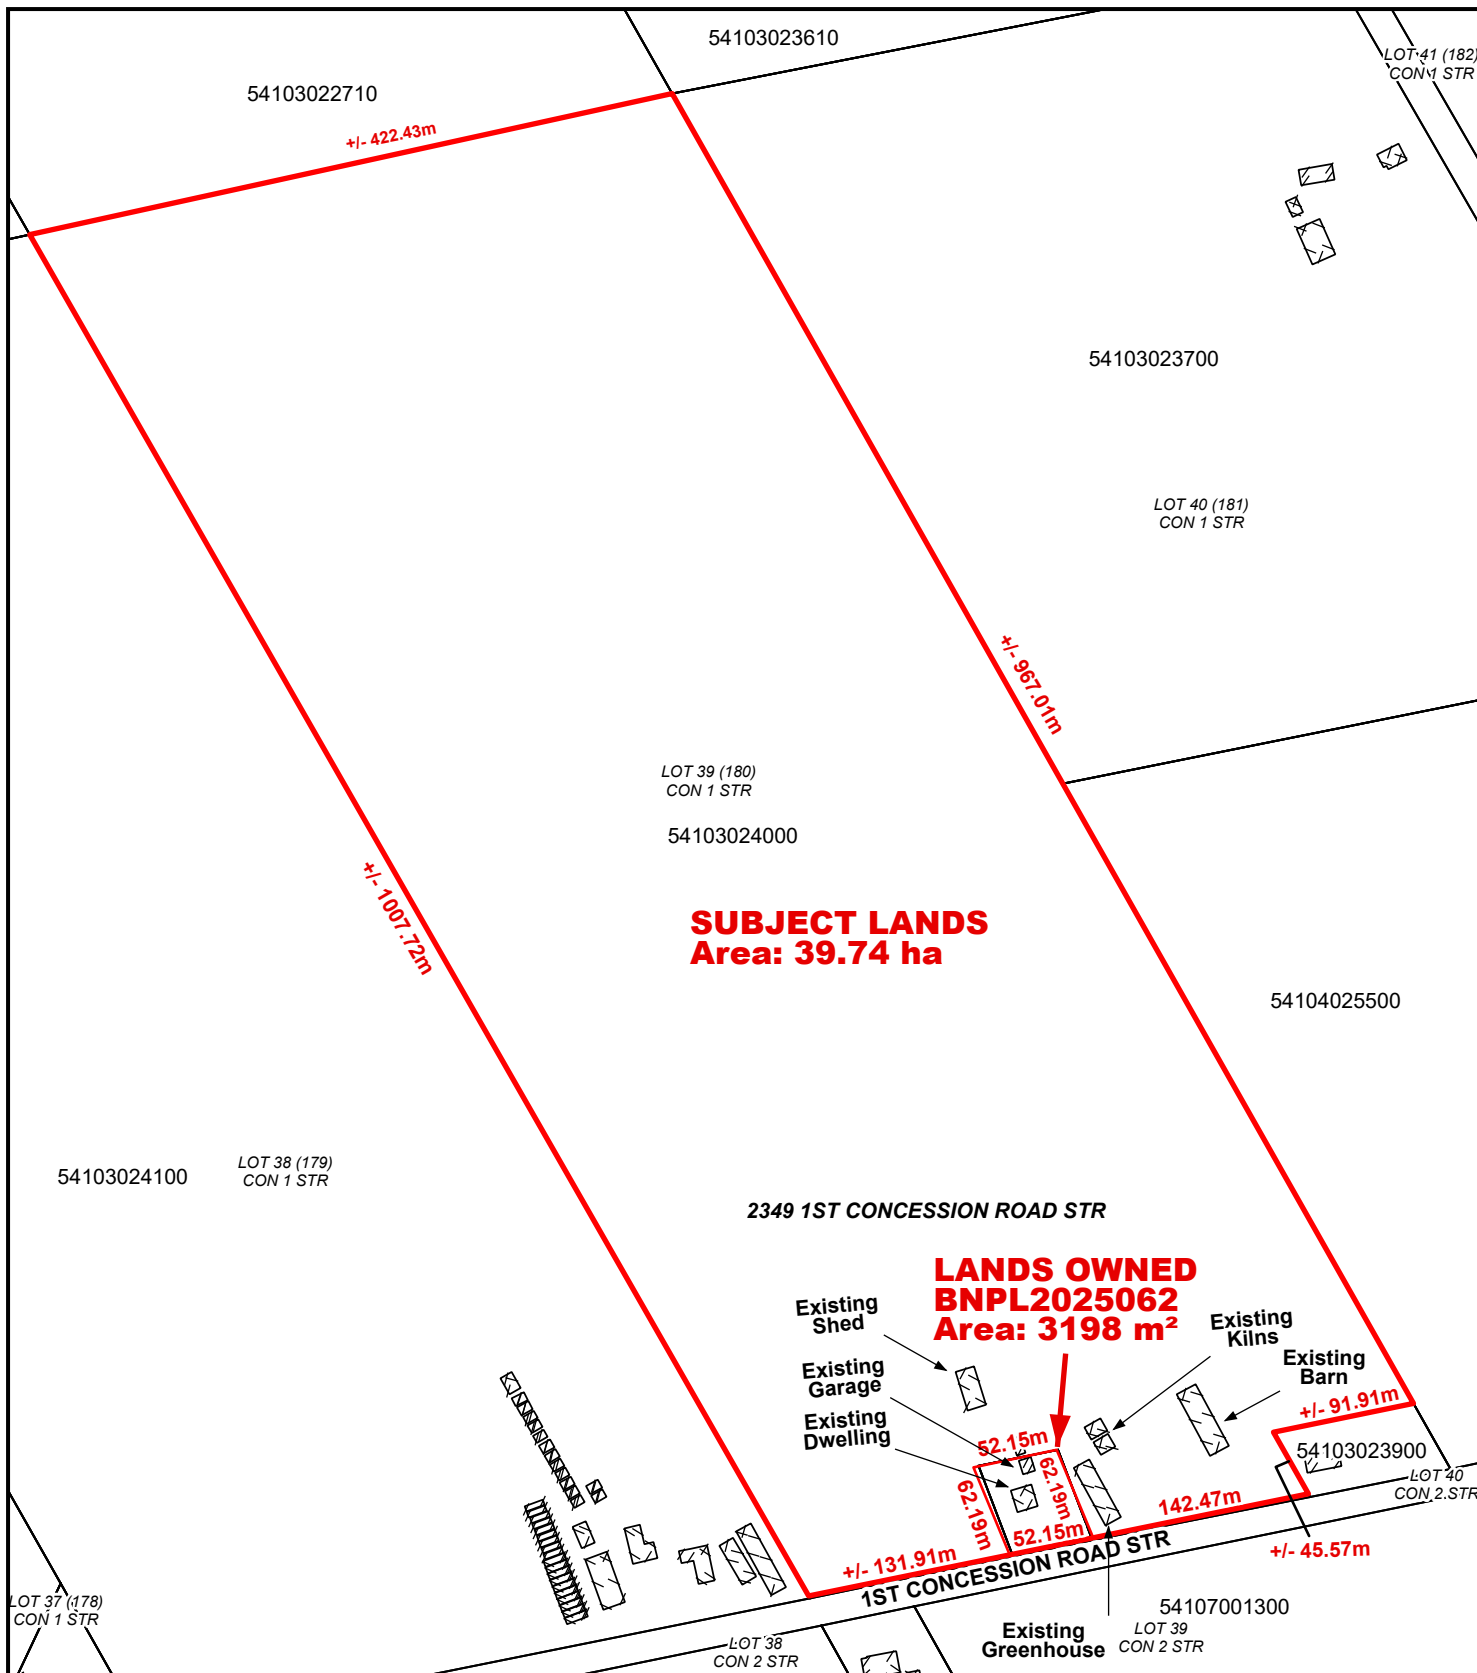 54103023610
LOT 41 (182)
CON 1 STR
54103022710
+/- 422.43m
54103023700
LOT 40 (181)
CON 1 STR
+/- 967.01m
LOT 39 (180)
CON 1 STR
54103024000
+/- 1007.72m
SUBJECT LANDS
Area: 39.74 ha
54104025500
54103024100
LOT 38 (179)
CON 1 STR
2349 1ST CONCESSION ROAD STR
LANDS OWNED
BNPL2025062
Area: 3198 m²
Existing
Shed
Existing
Kilns
Existing
Garage
Existing
Barn
Existing
Dwelling
+/- 91.91m
52.15m
54103023900
62.19m
62.19m
LOT 40
CON 2 STR
142.47m
52.15m
+/- 131.91m
+/- 45.57m
1ST CONCESSION ROAD STR
LOT 37 (178)
CON 1 STR
54107001300
Existing
Greenhouse
LOT 39
CON 2 STR
LOT 38
CON 2 STR